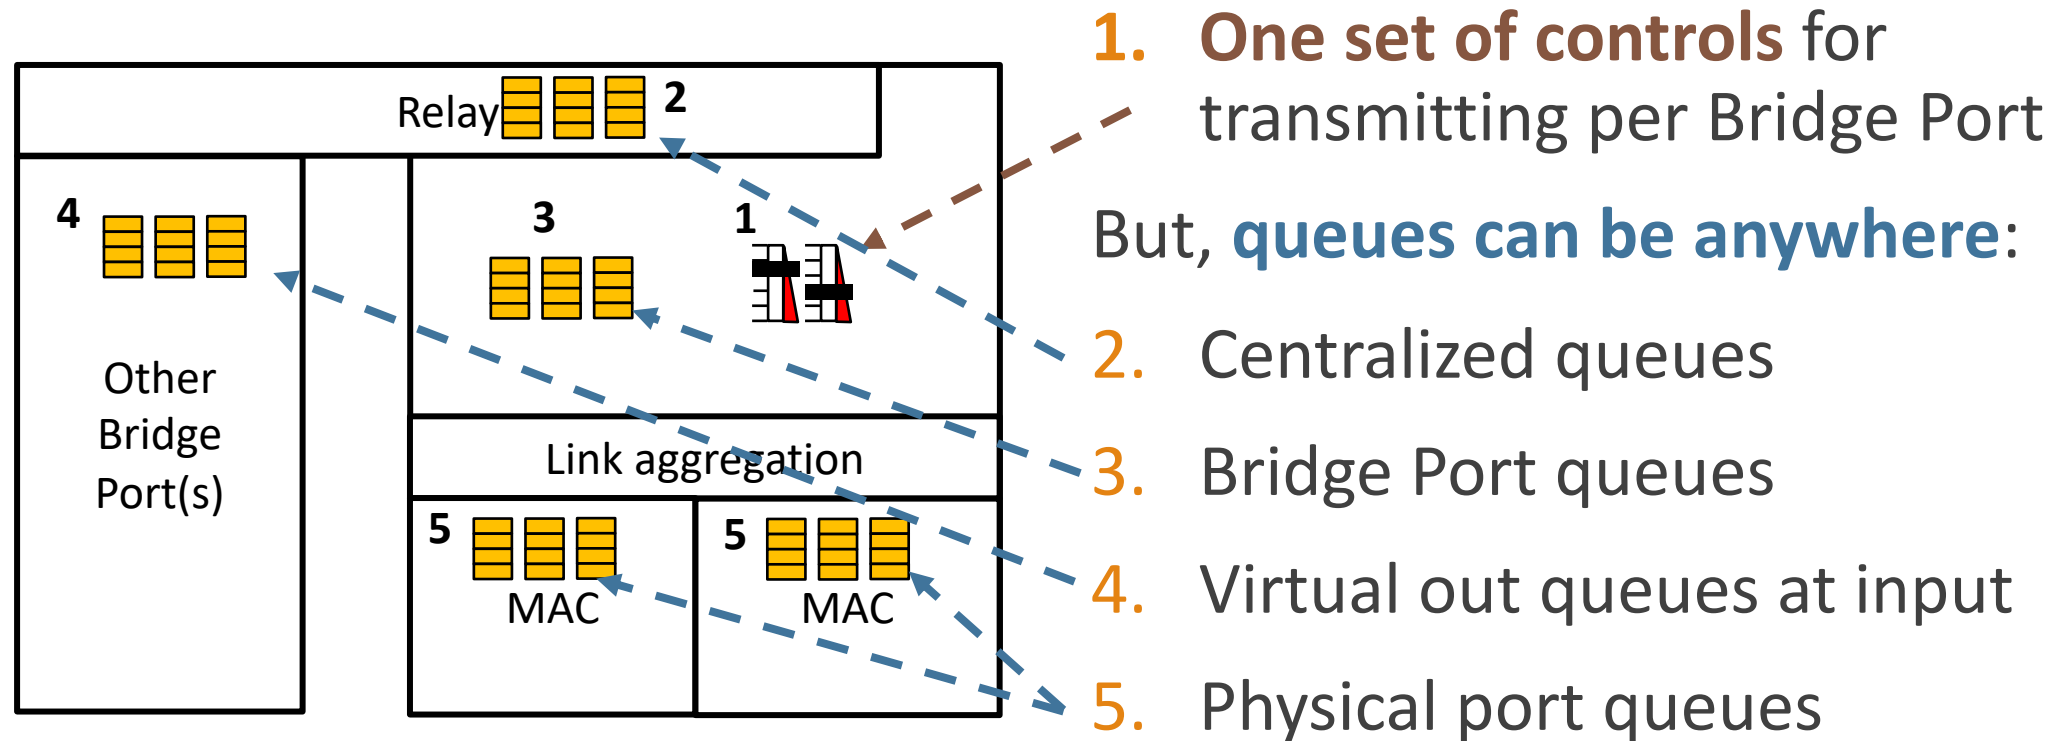 Relay
2
4
3
1
Other
Bridge
Port(s)
Link aggregation
5
5
MAC
MAC
1. One set of controls for
transmitting per Bridge Port
But, queues can be anywhere:
2. Centralized queues
3. Bridge Port queues
4. Virtual out queues at input
5. Physical port queues